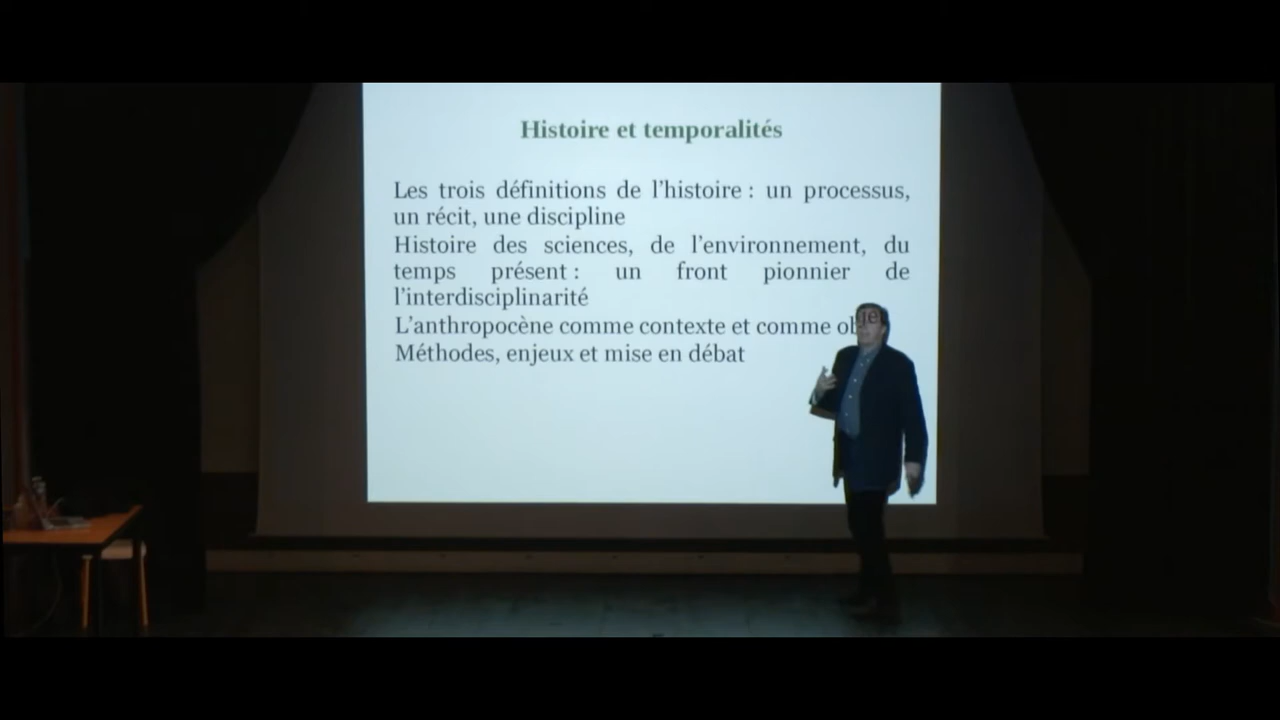 Histoire et temporalités
Les trois définitions de l’histoire : un processus,
un récit, une discipline
Histoire des sciences, de l’environnement, du
temps présent : un front pionnier de
l’interdisciplinarité
L’anthropocène comme contexte et comme
Méthodes, enjeux et mise en débat